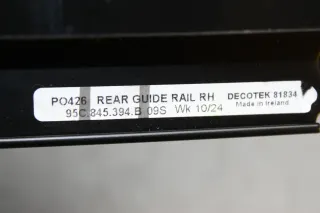 PO426 REAR GUIDE RAIL RH DECOTEK 81834
95C.845.394.B 09S Wk 10/24 Made in Ireland